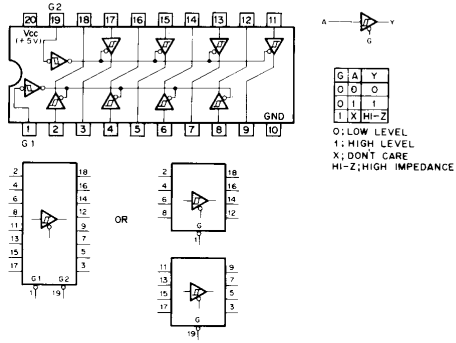 G2
20 19 18 17 16 15 14 13 12 11
Vcc
(+5V)
GND
1 2 3 4 5 6 7 8 9 10
G1
A Y
G
G A Y
0 0 0
0 1 1
1 X HI-Z
0; LOW LEVEL
1; HIGH LEVEL
X; DON'T CARE
HI-Z; HIGH IMPEDANCE
2 18
4 16
6 14
8 12
11 9
13 7
15 5
17 3
G1 G2
1 19
OR
2 18
4 16
6 14
8 12
G
1
11 9
13 7
15 5
17 3
G
19